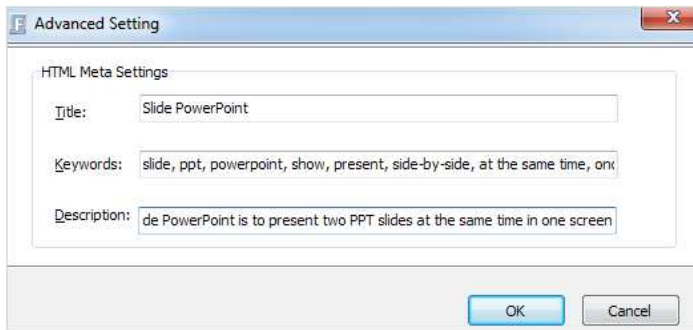 Advanced Setting
HTML Meta Settings
Title: Slide PowerPoint
Keywords: slide, ppt, powerpoint, show, present, side-by-side, at the same time,
Description: PowerPoint is to present two PPT slides at the same time in one screen
OK Cancel